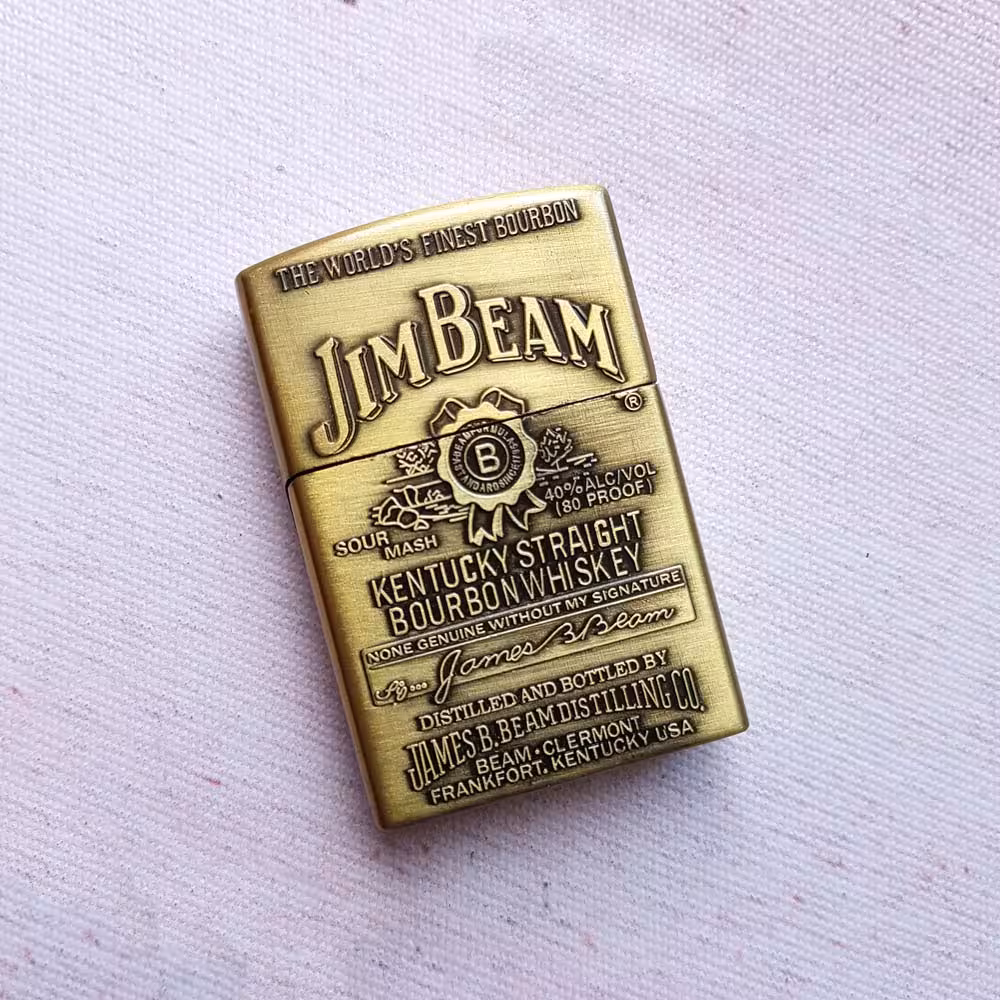 THE WORLD'S FINEST BOURBON
JIM BEAM
®
B
40% ALC/VOL
(80 PROOF)
SOUR
MASH
KENTUCKY STRAIGHT
BOURBON WHISKEY
NONE GENUINE WITHOUT MY SIGNATURE
James B Beam
DISTILLED AND BOTTLED BY
JAMES B. BEAM DISTILLING CO.
BEAM • CLERMONT
FRANKFORT, KENTUCKY USA